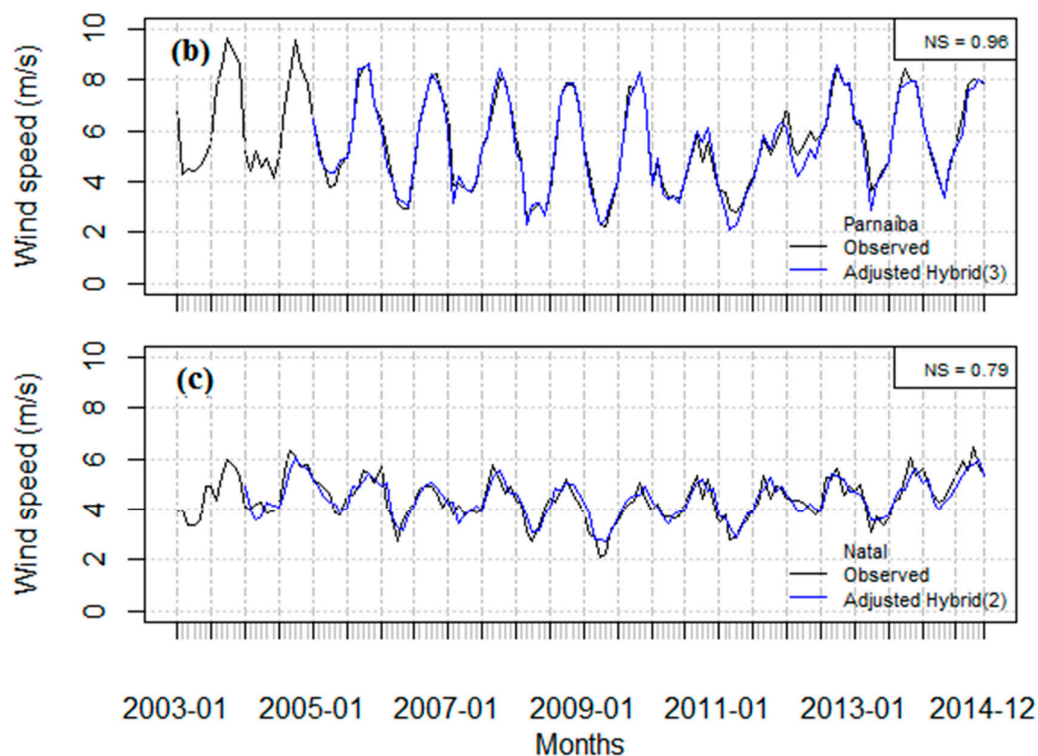 (b)
NS = 0.96
Wind speed (m/s)
10
8
6
4
2
0
Parnaíba
Observed
Adjusted Hybrid(3)
(c)
NS = 0.79
Wind speed (m/s)
10
8
6
4
2
0
Natal
Observed
Adjusted Hybrid(2)
2003-01 2005-01 2007-01 2009-01 2011-01 2013-01 2014-12
Months